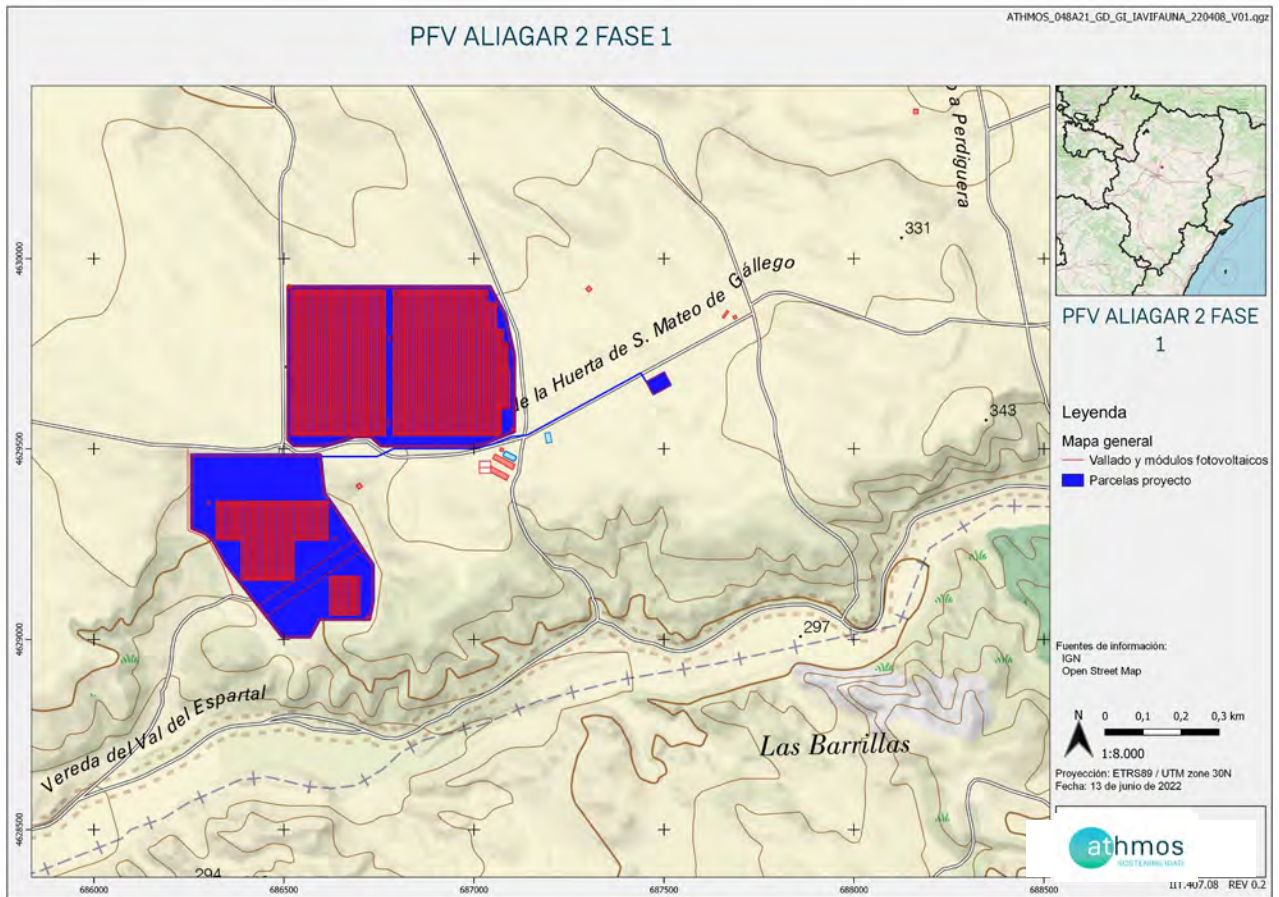 ATHMOS_048A21_GD_GI_IAVIFAUNA_220408_V01.qgz
PFV ALIAGAR 2 FASE 1
a Perdiguera
331
de la Huerta de S. Mateo de Gállego
343
297
Vereda del Val del Espartal
Las Barrillas
294
4630000
4629500
4629000
4628500
686000
686500
687000
687500
688000
688500
PFV ALIAGAR 2 FASE
1
Leyenda
Mapa general
Vallado y módulos fotovoltaicos
Parcelas proyecto
Fuentes de información:
IGN
Open Street Map
N
0 0,1 0,2 0,3 km
1:8.000
Proyección: ETRS89 / UTM zone 30N
Fecha: 13 de junio de 2022
athmos
SOSTENIBILIDAD
REV 0.2